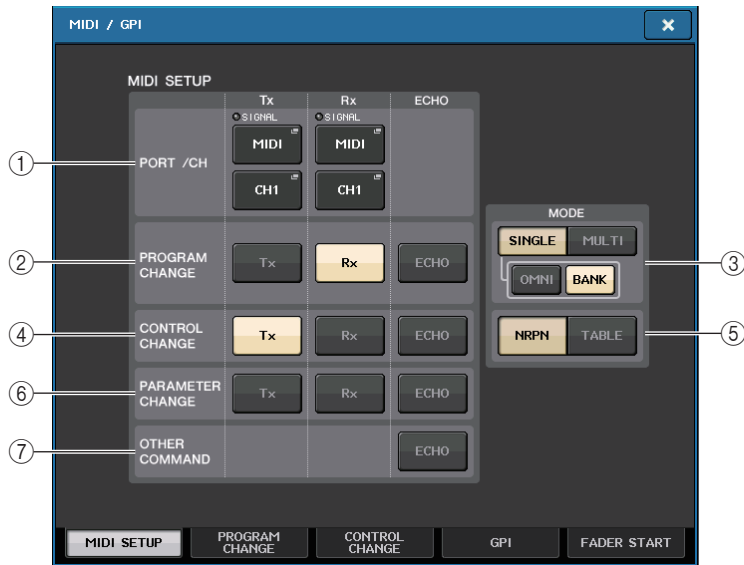 MIDI / GPI
MIDI SETUP
Tx Rx ECHO
SIGNAL SIGNAL
MIDI MIDI
① PORT /CH
CH1 CH1
MODE
SINGLE MULTI
② PROGRAM CHANGE Tx Rx ECHO ③
OMNI BANK
④ CONTROL CHANGE Tx Rx ECHO NRPN TABLE ⑤
⑥ PARAMETER CHANGE Tx Rx ECHO
⑦ OTHER COMMAND ECHO
MIDI SETUP PROGRAM CHANGE CONTROL CHANGE GPI FADER START